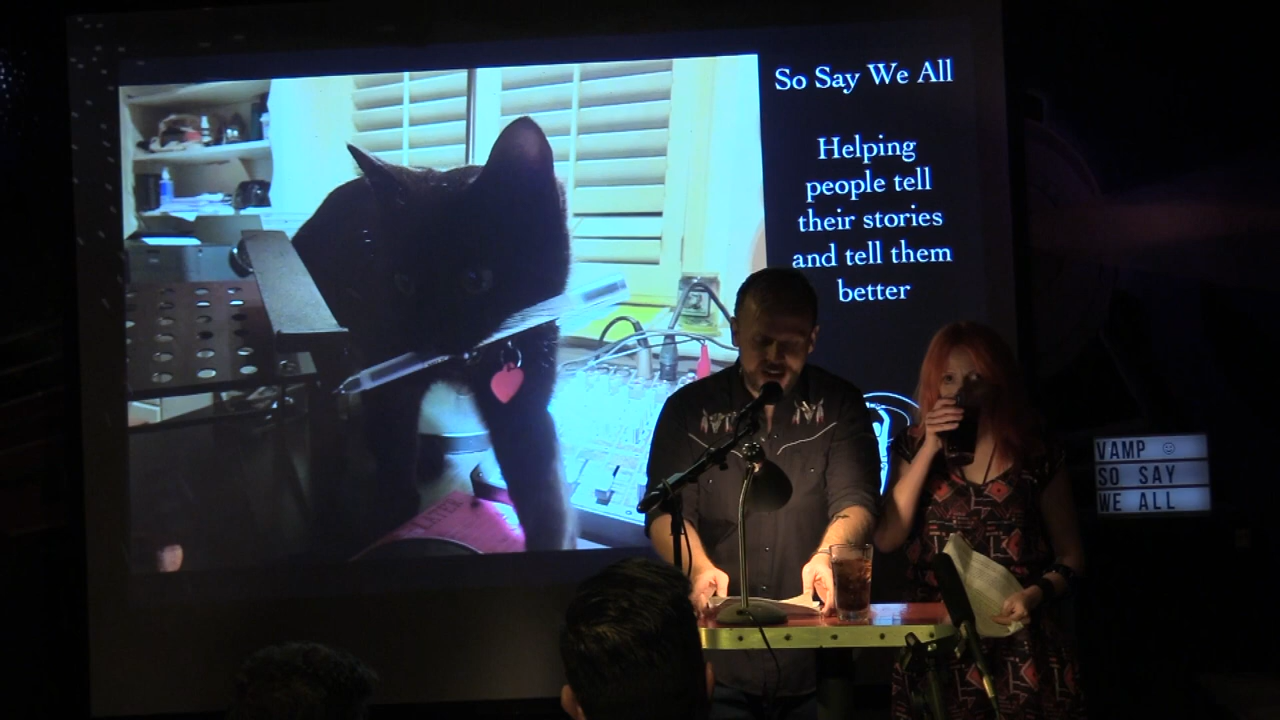 So Say We All
Helping
people tell
their stories
and tell them
better
VAMP ☺
SO SAY
WE ALL